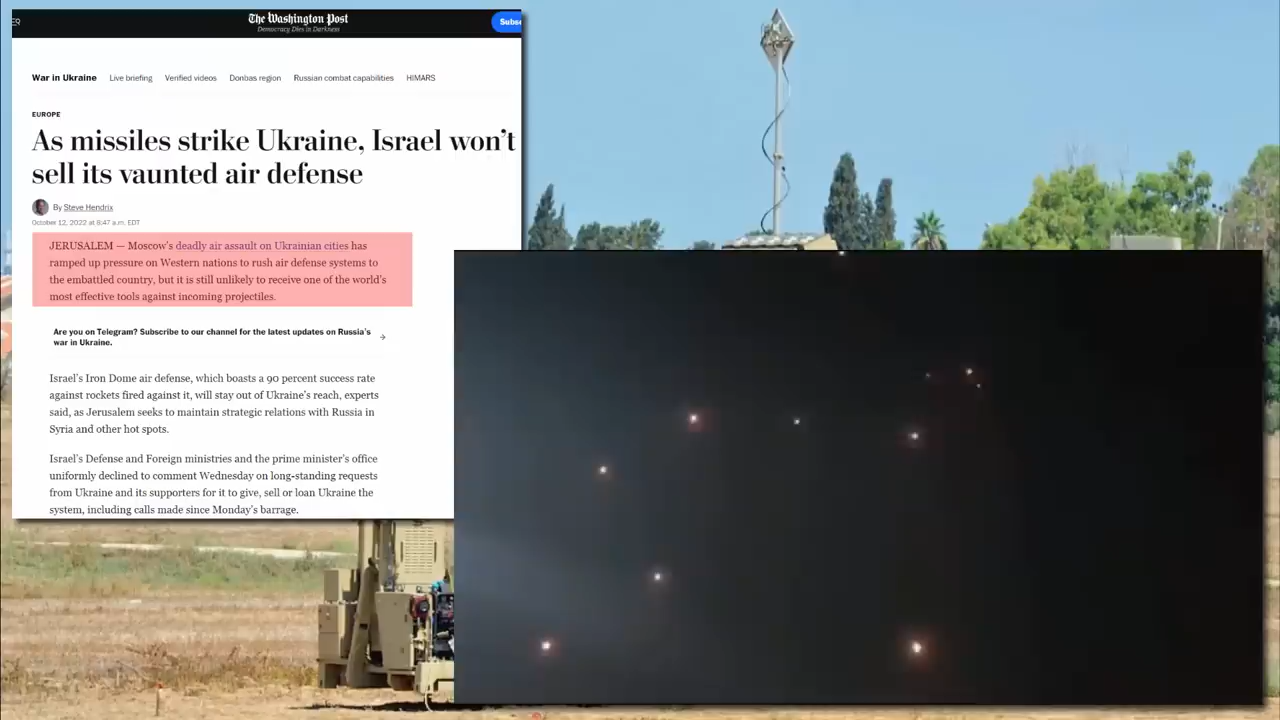 The Washington Post
Democracy Dies in Darkness
War in Ukraine Live briefing Verified videos Donbas region Russian combat capabilities HIMARS
EUROPE
As missiles strike Ukraine, Israel won't
sell its vaunted air defense
By Steve Hendrix
October 12, 2022 at 8:47 a.m. EDT
JERUSALEM — Moscow's deadly air assault on Ukrainian cities has
ramped up pressure on Western nations to rush air defense systems to
the embattled country, but it is still unlikely to receive one of the world's
most effective tools against incoming projectiles.
Are you on Telegram? Subscribe to our channel for the latest updates on Russia's
war in Ukraine.
Israel's Iron Dome air defense, which boasts a 90 percent success rate
against rockets fired against it, will stay out of Ukraine's reach, experts
said, as Jerusalem seeks to maintain strategic relations with Russia in
Syria and other hot spots.
Israel's Defense and Foreign ministries and the prime minister's office
uniformly declined to comment Wednesday on long-standing requests
from Ukraine and its supporters for it to give, sell or loan Ukraine the
system, including calls made since Monday's barrage.